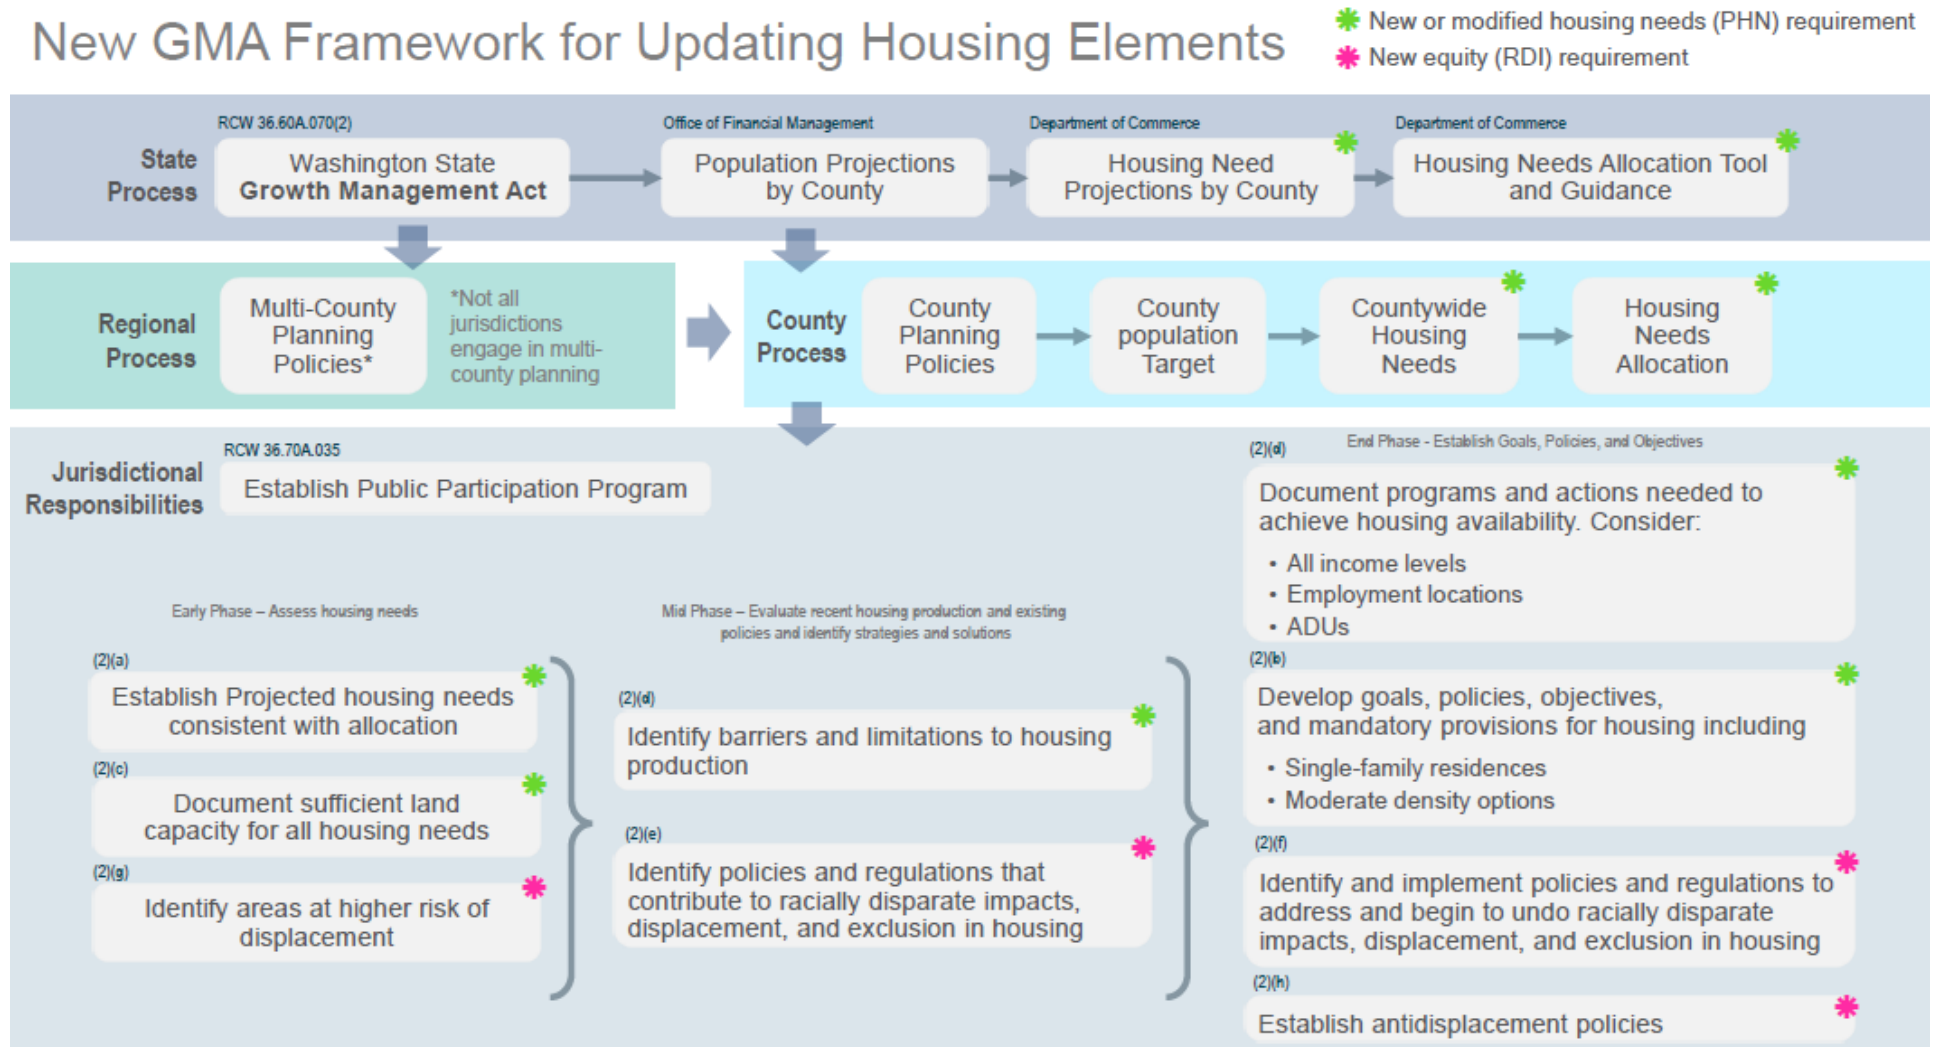 New GMA Framework for Updating Housing Elements
New or modified housing needs (PHN) requirement
New equity (RDI) requirement
State
Process
RCW 36.60A.070(2)
Washington State
Growth Management Act
Office of Financial Management
Population Projections
by County
Department of Commerce
Housing Need
Projections by County
Department of Commerce
Housing Needs Allocation Tool
and Guidance
Regional
Process
Multi-County
Planning
Policies*
*Not all
jurisdictions
engage in multi-
county planning
County
Process
County
Planning
Policies
County
population
Target
Countywide
Housing
Needs
Housing
Needs
Allocation
Jurisdictional
Responsibilities
RCW 36.70A.035
Establish Public Participation Program
Early Phase – Assess housing needs
(2)(a)
Establish Projected housing needs
consistent with allocation
(2)(c)
Document sufficient land
capacity for all housing needs
(2)(g)
Identify areas at higher risk of
displacement
Mid Phase – Evaluate recent housing production and existing
policies and identify strategies and solutions
(2)(d)
Identify barriers and limitations to housing
production
(2)(e)
Identify policies and regulations that
contribute to racially disparate impacts,
displacement, and exclusion in housing
End Phase - Establish Goals, Policies, and Objectives
(2)(d)
Document programs and actions needed to
achieve housing availability. Consider:
• All income levels
• Employment locations
• ADUs
(2)(b)
Develop goals, policies, objectives,
and mandatory provisions for housing including
• Single-family residences
• Moderate density options
(2)(f)
Identify and implement policies and regulations to
address and begin to undo racially disparate
impacts, displacement, and exclusion in housing
(2)(h)
Establish antidisplacement policies